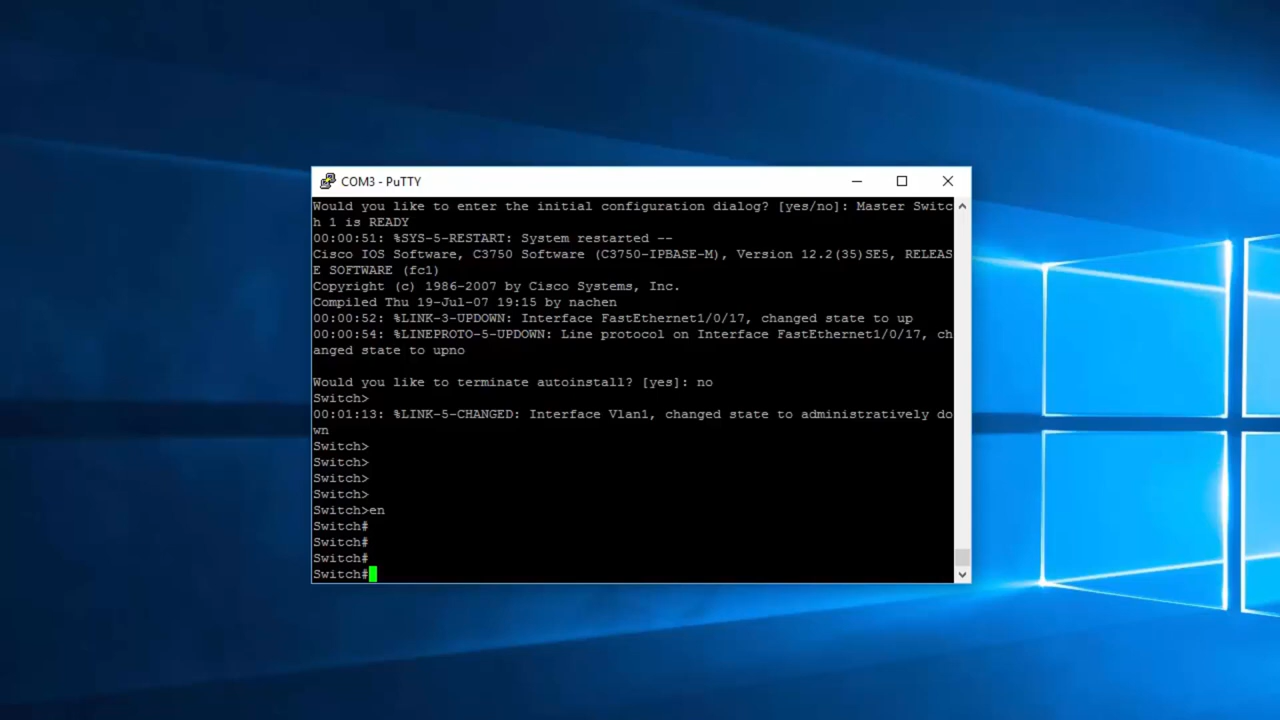 COM3 - PuTTY
Would you like to enter the initial configuration dialog? [yes/no]: Master Switc
h 1 is READY
00:00:51: %SYS-5-RESTART: System restarted --
Cisco IOS Software, C3750 Software (C3750-IPBASE-M), Version 12.2(35)SE5, RELEAS
E SOFTWARE (fc1)
Copyright (c) 1986-2007 by Cisco Systems, Inc.
Compiled Thu 19-Jul-07 19:15 by nachen
00:00:52: %LINK-3-UPDOWN: Interface FastEthernet1/0/17, changed state to up
00:00:54: %LINEPROTO-5-UPDOWN: Line protocol on Interface FastEthernet1/0/17, ch
anged state to upno
Would you like to terminate autoinstall? [yes]: no
Switch>
00:01:13: %LINK-5-CHANGED: Interface Vlan1, changed state to administratively do
wn
Switch>
Switch>
Switch>
Switch>
Switch>en
Switch#
Switch#
Switch#
Switch#